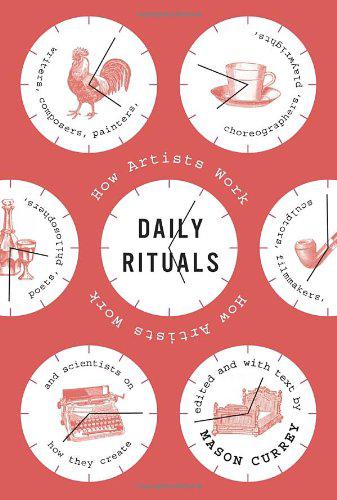 writers, composers, painters,
choreographers, playwrights,
How Artists Work
poets, philosophers,
DAILY
RITUALS
sculptors, filmmakers,
How Artists Work
and scientists on
how they create
edited and with text by
MASON CURREY